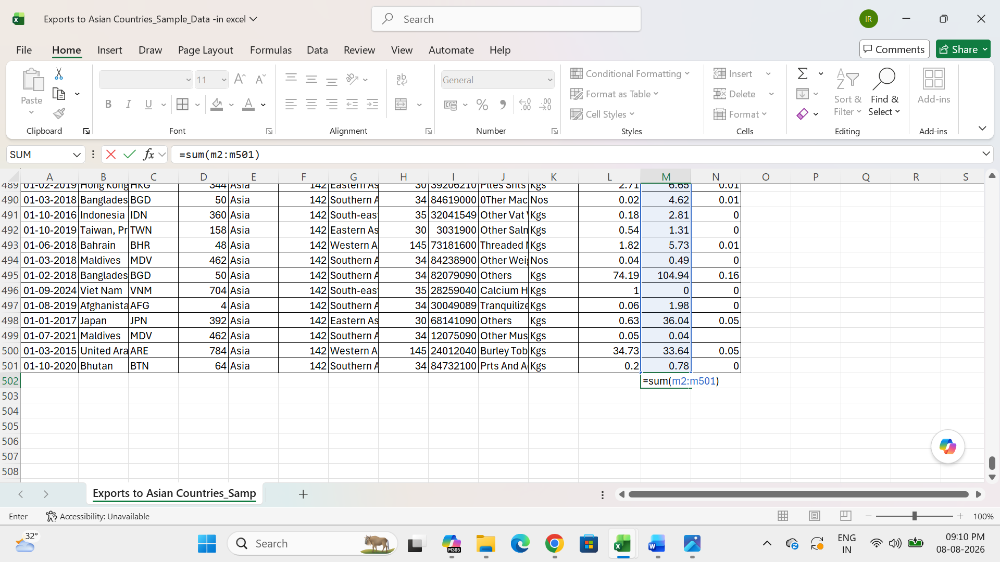 Exports to Asian Countries_Sample_Data -in excel
Search
IR
File Home Insert Draw Page Layout Formulas Data Review View Automate Help
Comments Share
Paste
Clipboard
11
B I U A
Font
ab
Alignment
General
% , .00
Number
Conditional Formatting
Format as Table
Cell Styles
Styles
Insert
Delete
Format
Cells
Sort & Filter
Find & Select
Editing
Add-ins
Add-ins
SUM fx =sum(m2:m501)
A B C D E F G H I J K L M N O P Q R S
489 01-02-2019 Hong Kong HKG 344 Asia 142 Eastern As 30 39206210 Pltes Shts Kgs 2.71 6.65 0.01
490 01-03-2018 Banglades BGD 50 Asia 142 Southern A 34 84619000 0Ther Mac Nos 0.02 4.62 0.01
491 01-10-2016 Indonesia IDN 360 Asia 142 South-east 35 32041549 Other Vat Kgs 0.18 2.81 0
492 01-10-2019 Taiwan, Pr TWN 158 Asia 142 Eastern As 30 3031900 Other Salm Kgs 0.54 1.31 0
493 01-06-2018 Bahrain BHR 48 Asia 142 Western A 145 73181600 Threaded Kgs 1.82 5.73 0.01
494 01-03-2018 Maldives MDV 462 Asia 142 Southern A 34 84238900 Other Weig Nos 0.04 0.49 0
495 01-02-2018 Banglades BGD 50 Asia 142 Southern A 34 82079090 Others Kgs 74.19 104.94 0.16
496 01-09-2024 Viet Nam VNM 704 Asia 142 South-east 35 28259040 Calcium H Kgs 1 0 0
497 01-08-2019 Afghanista AFG 4 Asia 142 Southern A 34 30049089 Tranquilize Kgs 0.06 1.98 0
498 01-01-2017 Japan JPN 392 Asia 142 Eastern As 30 68141090 Others Kgs 0.63 36.04 0.05
499 01-07-2021 Maldives MDV 462 Asia 142 Southern A 34 12075090 Other Mus Kgs 0.05 0.04
500 01-03-2015 United Ara ARE 784 Asia 142 Western A 145 24012040 Burley Tob Kgs 34.73 33.64 0.05
501 01-10-2020 Bhutan BTN 64 Asia 142 Southern A 34 84732100 Prts And A Kgs 0.2 0.78 0
502 =sum(m2:m501)
503
504
505
506
507
508
Exports to Asian Countries_Samp
Enter Accessibility: Unavailable 100%
32°
Search
M365
ENG
IN
09:10 PM
08-08-2026